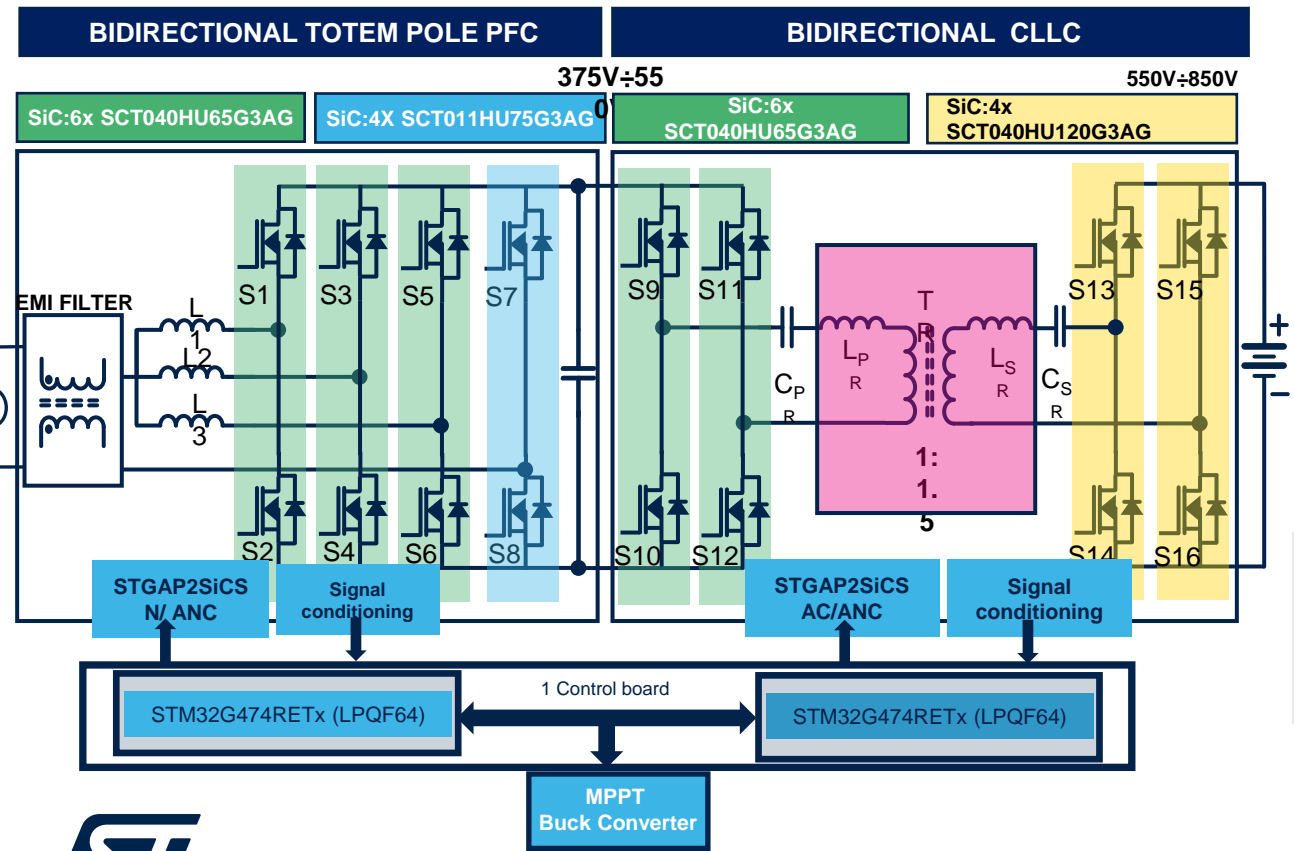 BIDIRECTIONAL TOTEM POLE PFC
BIDIRECTIONAL CLLC
375V÷55
0
550V÷850V
SiC:6x SCT040HU65G3AG
SiC:4X SCT011HU75G3AG
SiC:6x
SCT040HU65G3AG
SiC:4x
SCT040HU120G3AG
EMI FILTER
L
1
L2
L
3
S1
S3
S5
S7
S9
S11
S13
S15
TR
LP
R
LS
R
CP
R
CS
R
+
−
1:
1.
5
S2
S4
S6
S8
S10
S12
S14
S16
STGAP2SiCS
N/ ANC
Signal
conditioning
STGAP2SiCS
AC/ANC
Signal
conditioning
1 Control board
STM32G474RETx (LPQF64)
STM32G474RETx (LPQF64)
MPPT
Buck Converter